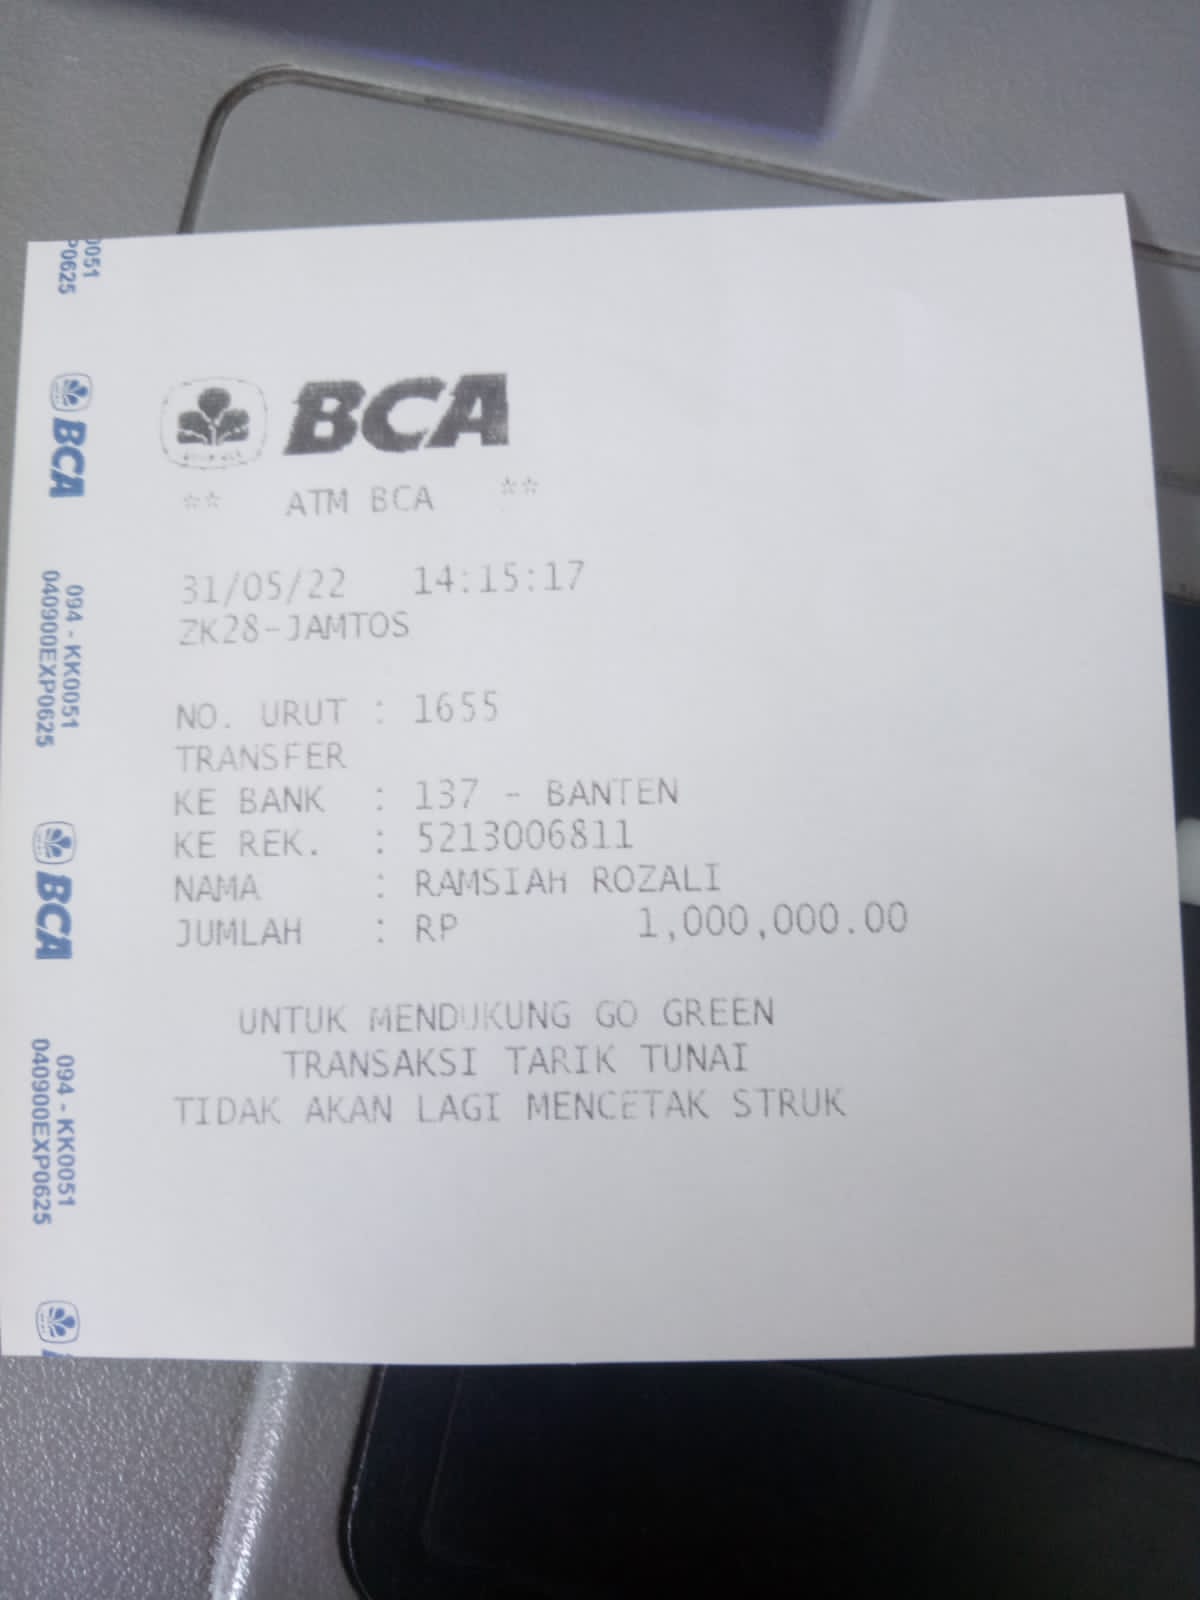 0051
P0625
BCA
094 - KK0051
040900EXP0625
BCA
094 - KK0051
040900EXP0625
BCA
** ATM BCA **
31/05/22 14:15:17
ZK28-JAMTOS
NO. URUT : 1655
TRANSFER
KE BANK : 137 - BANTEN
KE REK. : 5213006811
NAMA : RAMSIAH ROZALI
JUMLAH : RP 1,000,000.00
UNTUK MENDUKUNG GO GREEN
TRANSAKSI TARIK TUNAI
TIDAK AKAN LAGI MENCETAK STRUK